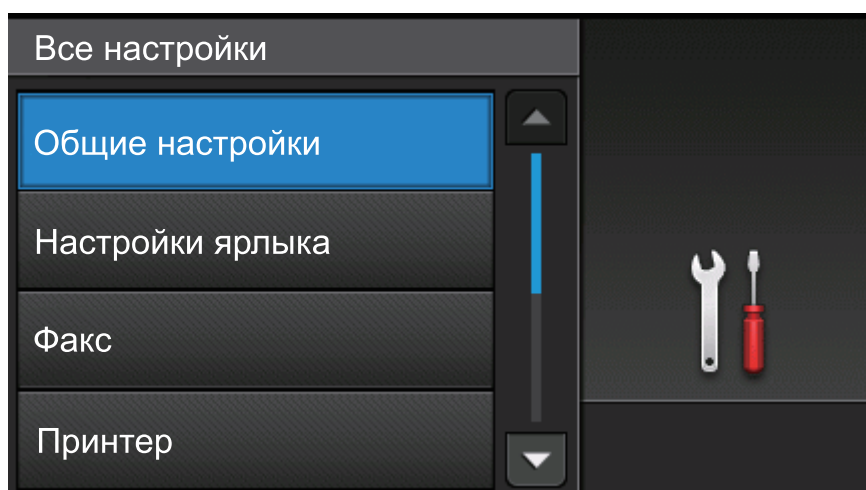 Все настройки
Общие настройки
Настройки ярлыка
Факс
Принтер